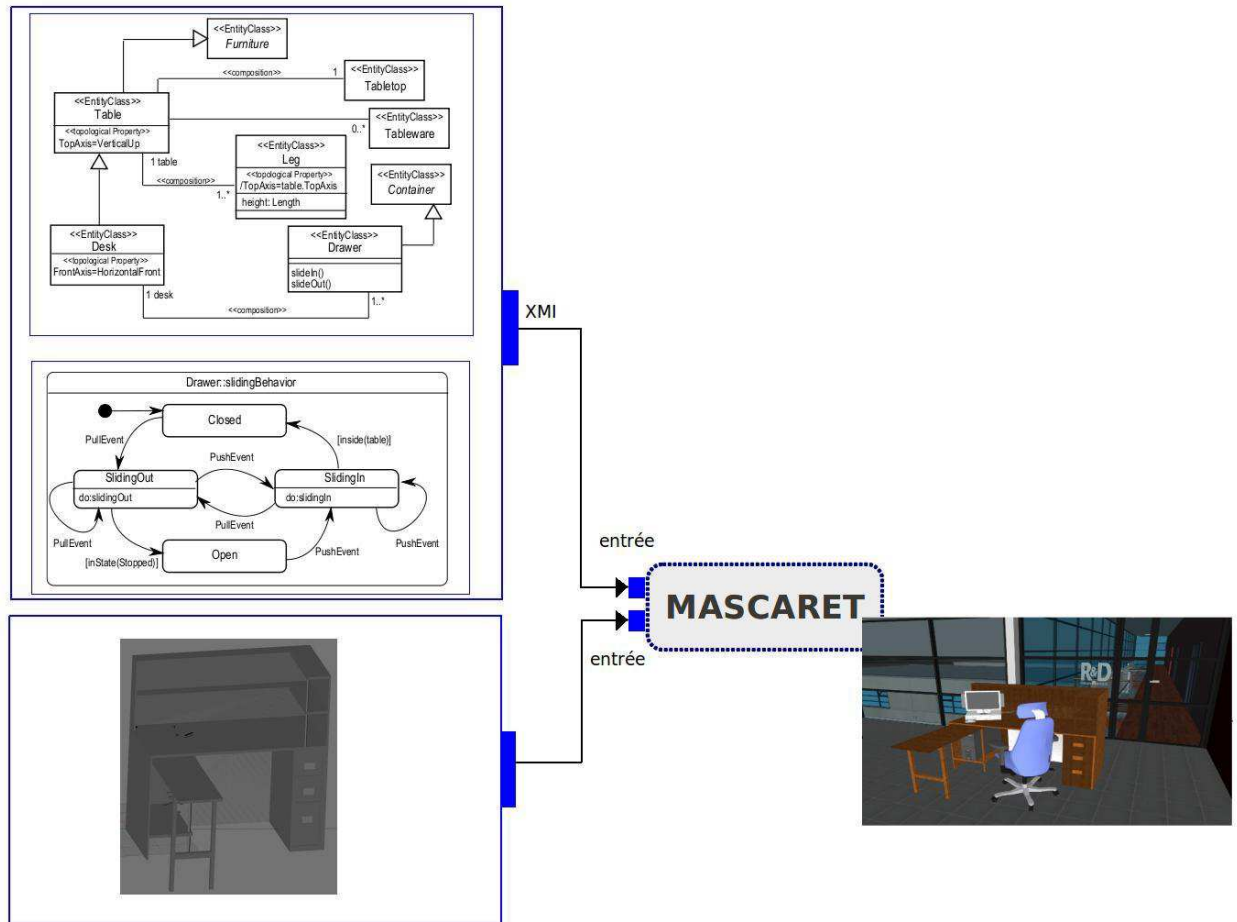 <<EntityClass>>
Furniture
<<composition>>
1
<<EntityClass>>
Tabletop
<<EntityClass>>
Table
<<topological Property>>
TopAxis=VerticalUp
<<EntityClass>>
Tableware
0..*
1 table
<<composition>>
1..*
<<EntityClass>>
Leg
<<topological Property>>
/TopAxis=table.TopAxis
height: Length
<<EntityClass>>
Container
<<EntityClass>>
Desk
<<topological Property>>
FrontAxis=HorizontalFront
<<EntityClass>>
Drawer
slideIn()
slideOut()
1 desk
<<composition>>
1..*
XMI
Drawer::slidingBehavior
Closed
PullEvent
[inside(table)]
PushEvent
SlidingOut
do:slidingOut
SlidingIn
do:slidingIn
PullEvent
PullEvent
PushEvent
PushEvent
[inState(Stopped)]
Open
entrée
MASCARET
entrée
R&D